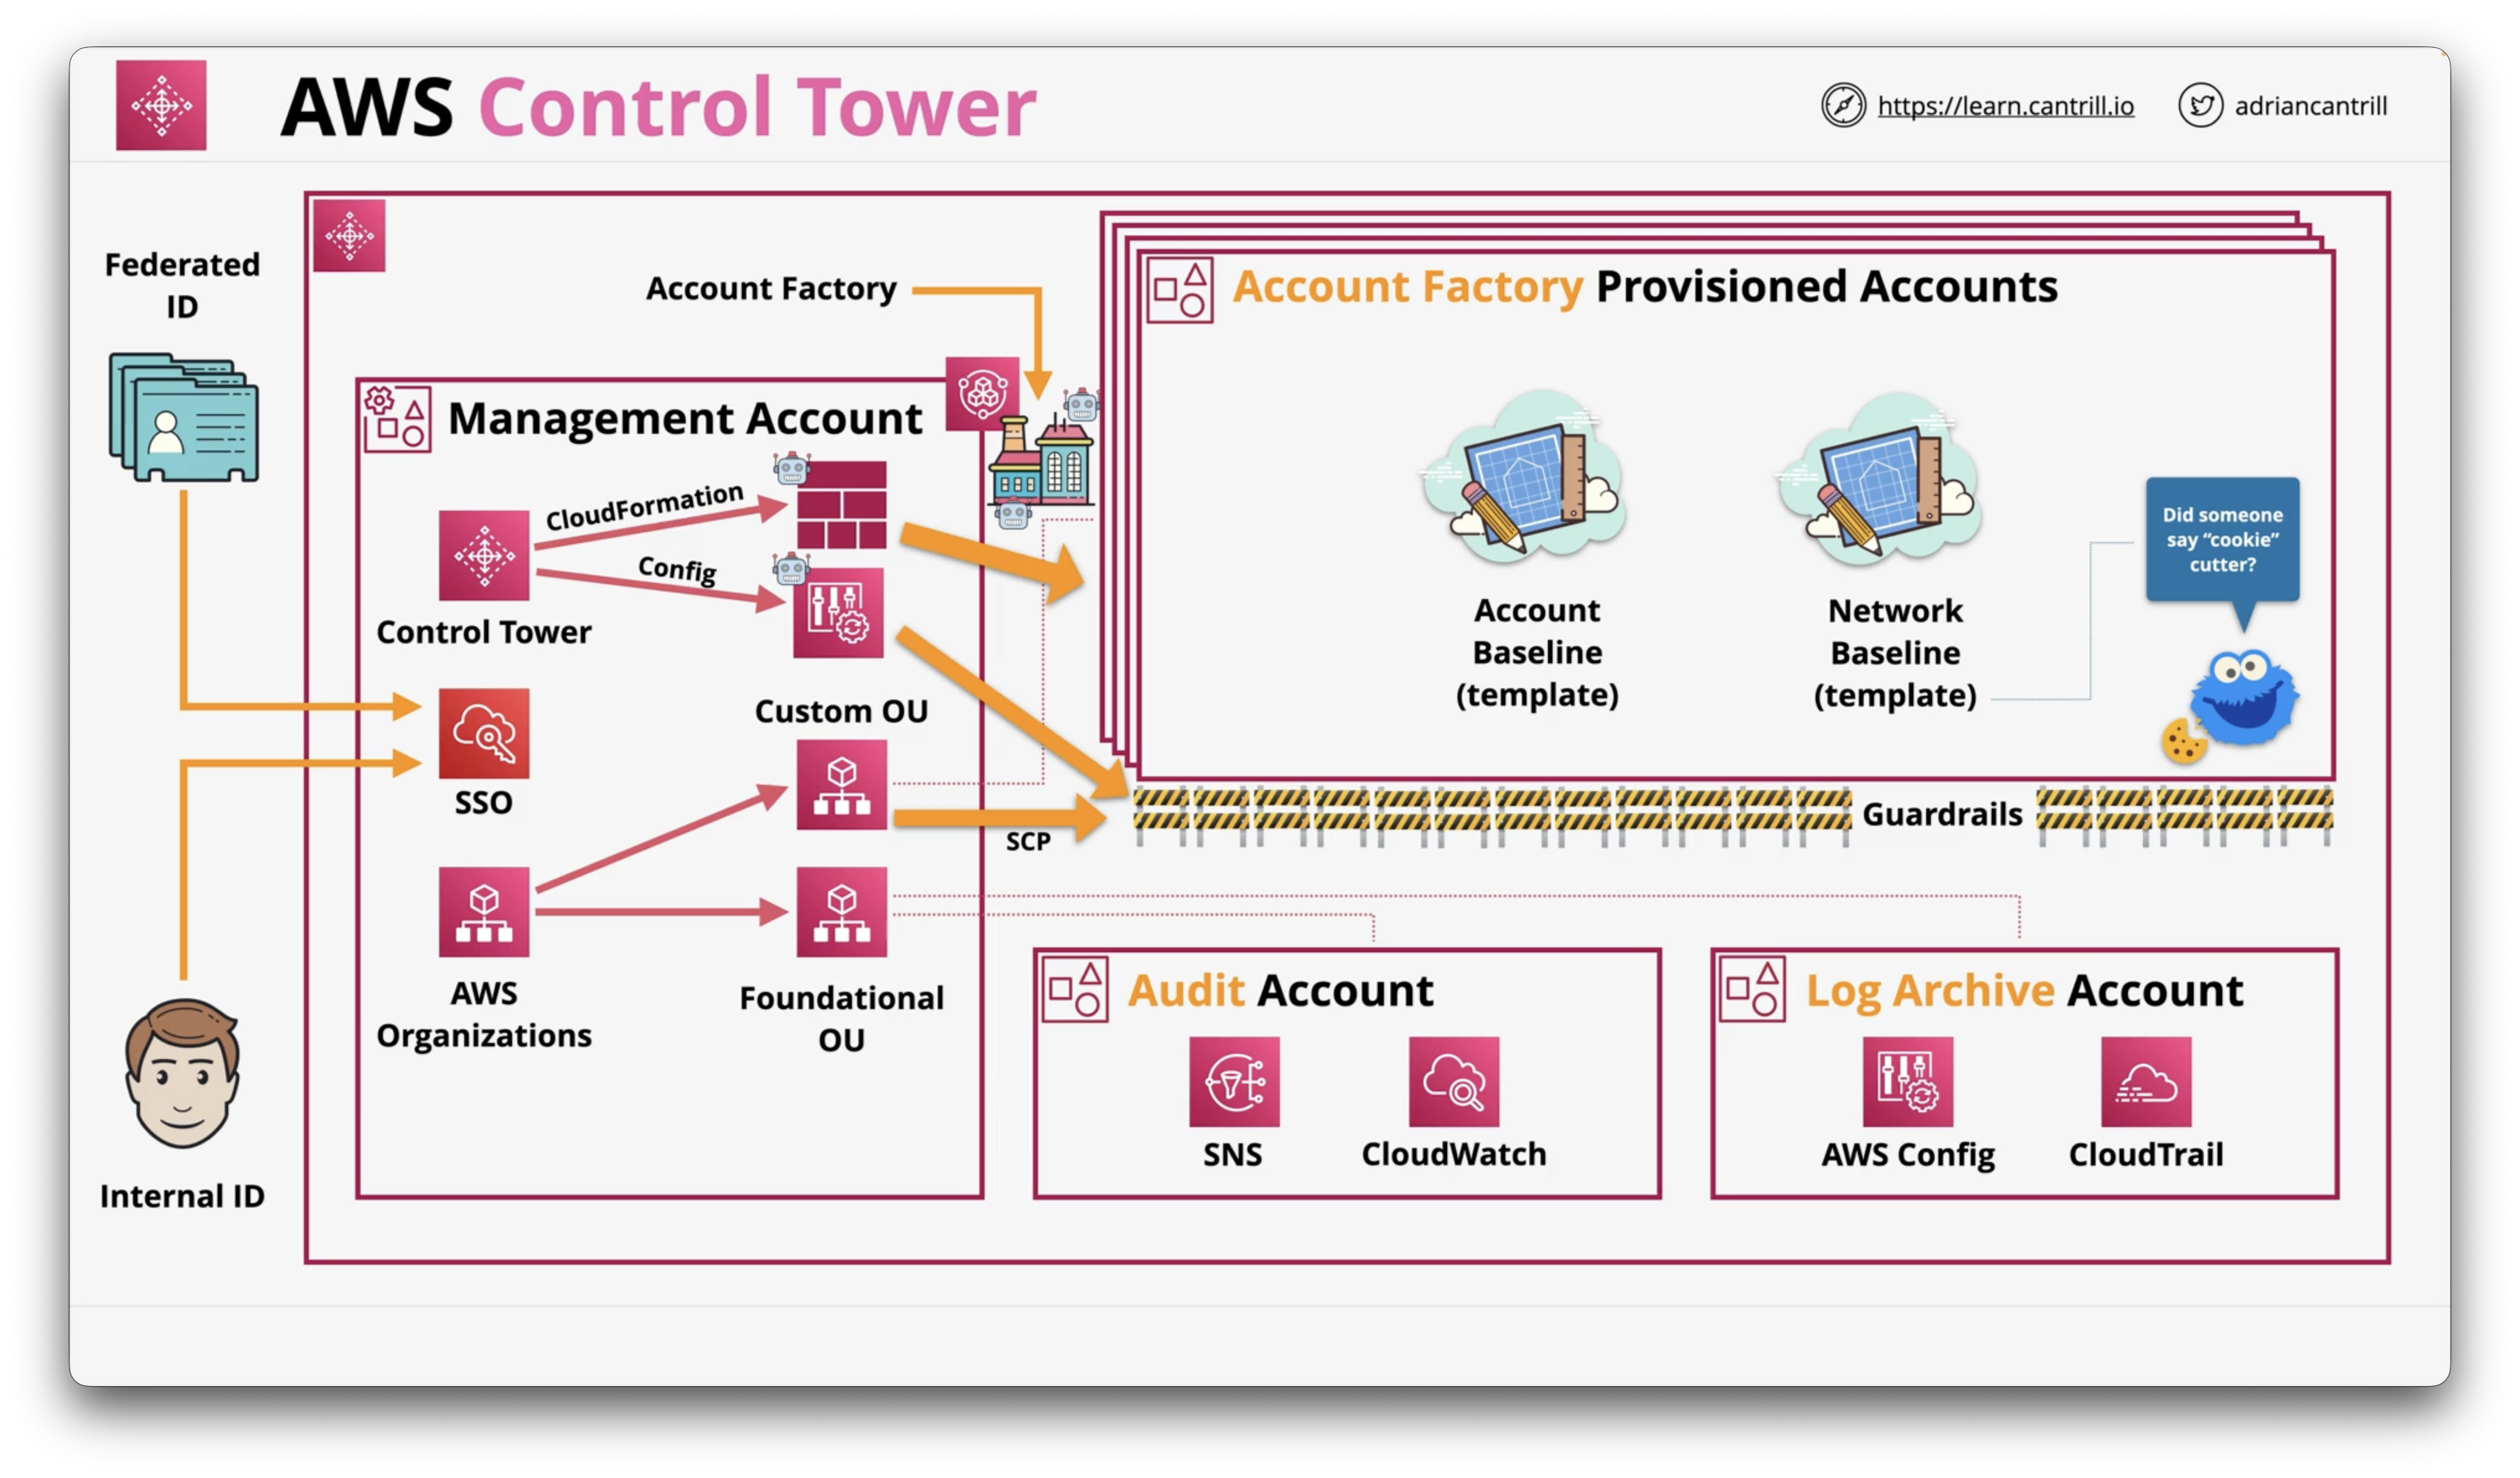 AWS Control Tower
https://learn.cantrill.io
adriancantrill
Federated
ID
Internal ID
Account Factory
Management Account
CloudFormation
Config
Control Tower
SSO
AWS
Organizations
Custom OU
Foundational
OU
SCP
Account Factory Provisioned Accounts
Account
Baseline
(template)
Network
Baseline
(template)
Did someone
say “cookie”
cutter?
Guardrails
Audit Account
SNS
CloudWatch
Log Archive Account
AWS Config
CloudTrail